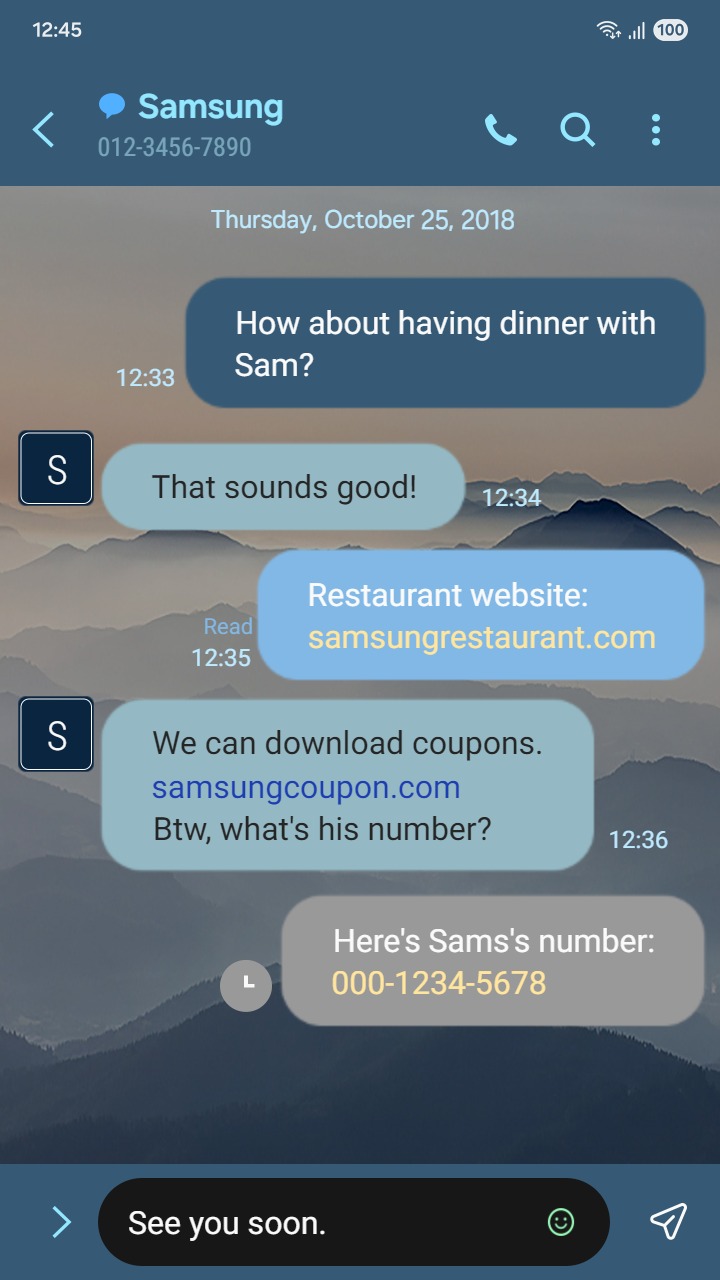 12:45
100
Samsung
012-3456-7890
Thursday, October 25, 2018
How about having dinner with
Sam?
12:33
S
That sounds good!
12:34
Restaurant website:
samsungrestaurant.com
Read
12:35
S
We can download coupons.
samsungcoupon.com
Btw, what's his number?
12:36
Here's Sams's number:
000-1234-5678
See you soon.